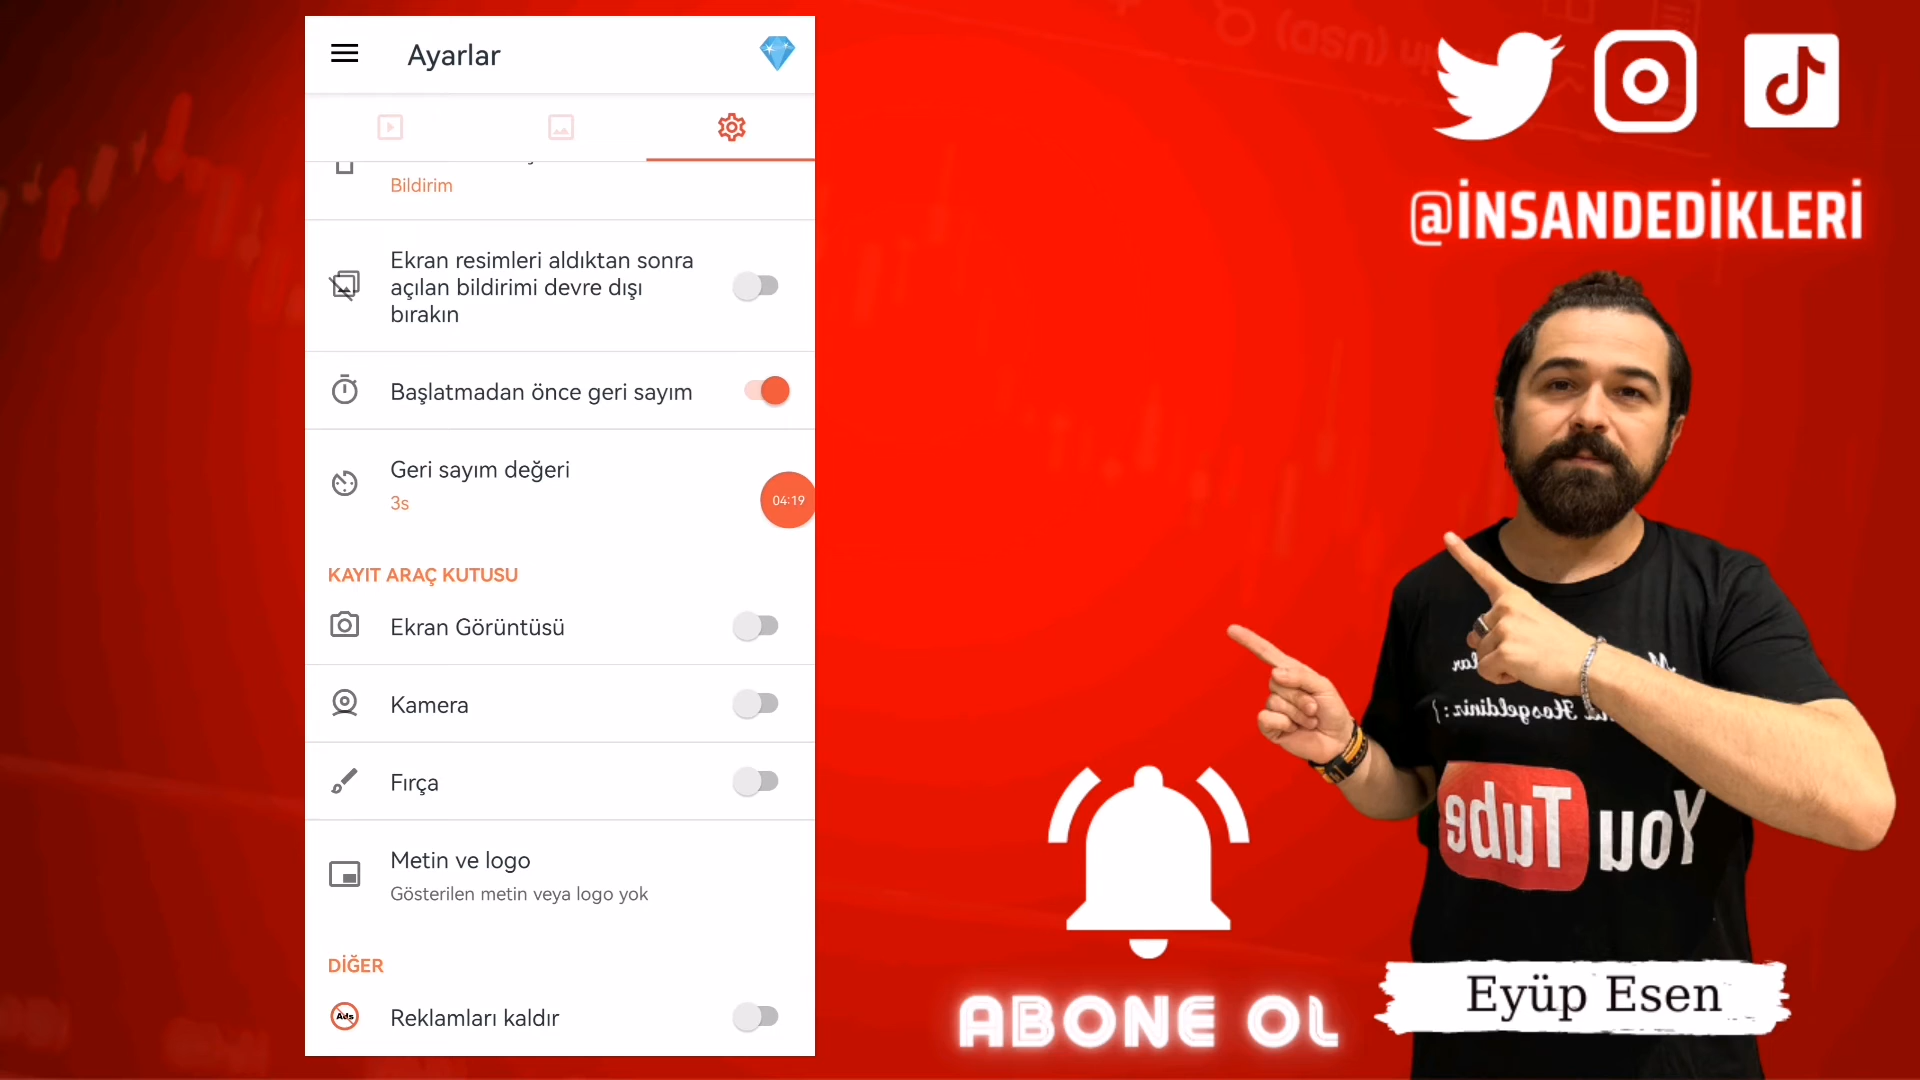 Ayarlar
Bildirim
Ekran resimleri aldıktan sonra
açılan bildirimi devre dışı
bırakın
Başlatmadan önce geri sayım
Geri sayım değeri
3s
04:19
KAYIT ARAÇ KUTUSU
Ekran Görüntüsü
Kamera
Fırça
Metin ve logo
Gösterilen metin veya logo yok
DİĞER
Ads
Reklamları kaldır
@İNSANDEDİKLERİ
Hoşgeldiniz :)
YouTube
ABONE OL
Eyüp Esen